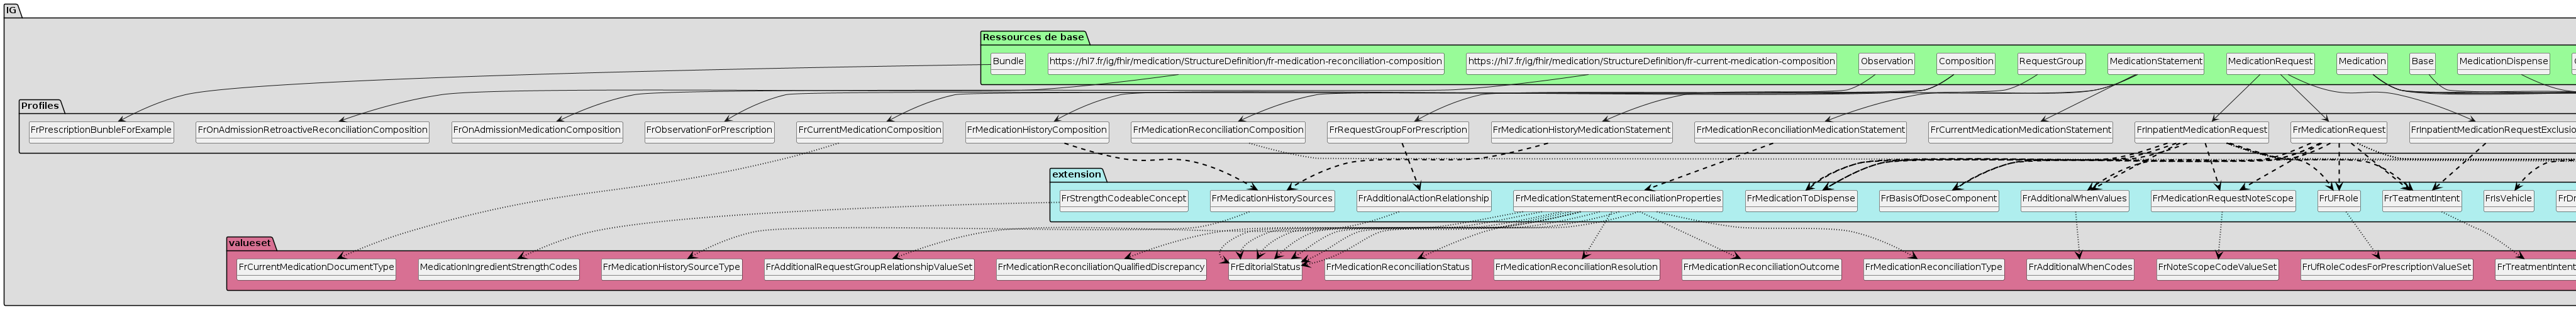 IG
Ressources de base
Bundle
https://hl7.fr/ig/fhir/medication/StructureDefinition/fr-medication-reconciliation-composition
https://hl7.fr/ig/fhir/medication/StructureDefinition/fr-current-medication-composition
Observation
Composition
RequestGroup
MedicationStatement
MedicationRequest
Medication
Base
MedicationDispense
Profiles
FrPrescriptionBunbleForExample
FrOnAdmissionRetroactiveReconciliationComposition
FrOnAdmissionMedicationComposition
FrObservationForPrescription
FrCurrentMedicationComposition
FrMedicationHistoryComposition
FrMedicationReconciliationComposition
FrRequestGroupForPrescription
FrMedicationHistoryMedicationStatement
FrMedicationReconciliationMedicationStatement
FrCurrentMedicationMedicationStatement
FrInpatientMedicationRequest
FrMedicationRequest
FrInpatientMedicationRequestExclusio
extension
FrStrengthCodeableConcept
FrMedicationHistorySources
FrAdditionalActionRelationship
FrMedicationStatementReconciliationProperties
FrMedicationToDispense
FrBasisOfDoseComponent
FrAdditionalWhenValues
FrMedicationRequestNoteScope
FrUFRole
FrTreatmentIntent
FrIsVehicle
valueset
FrCurrentMedicationDocumentType
MedicationIngredientStrengthCodes
FrMedicationHistorySourceType
FrAdditionalRequestGroupRelationshipValueSet
FrMedicationReconciliationQualifiedDiscrepancy
FrEditorialStatus
FrMedicationReconciliationStatus
FrMedicationReconciliationResolution
FrMedicationReconciliationOutcome
FrMedicationReconciliationType
FrAdditionalWhenCodes
FrNoteScopeCodeValueSet
FrUfRoleCodesForPrescriptionValueSet
FrTreatmentIntent